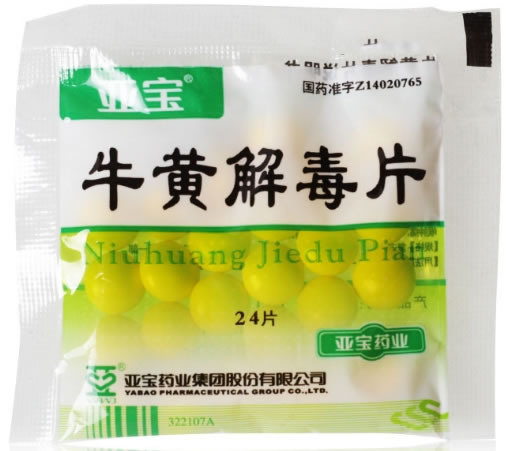 亚宝®
国药准字Z14020765
牛黄解毒片
Niuhuang Jiedu Pian
24片
亚宝药业
亚宝药业集团股份有限公司
YABAO PHARMACEUTICAL GROUP CO.,LTD.
322107A